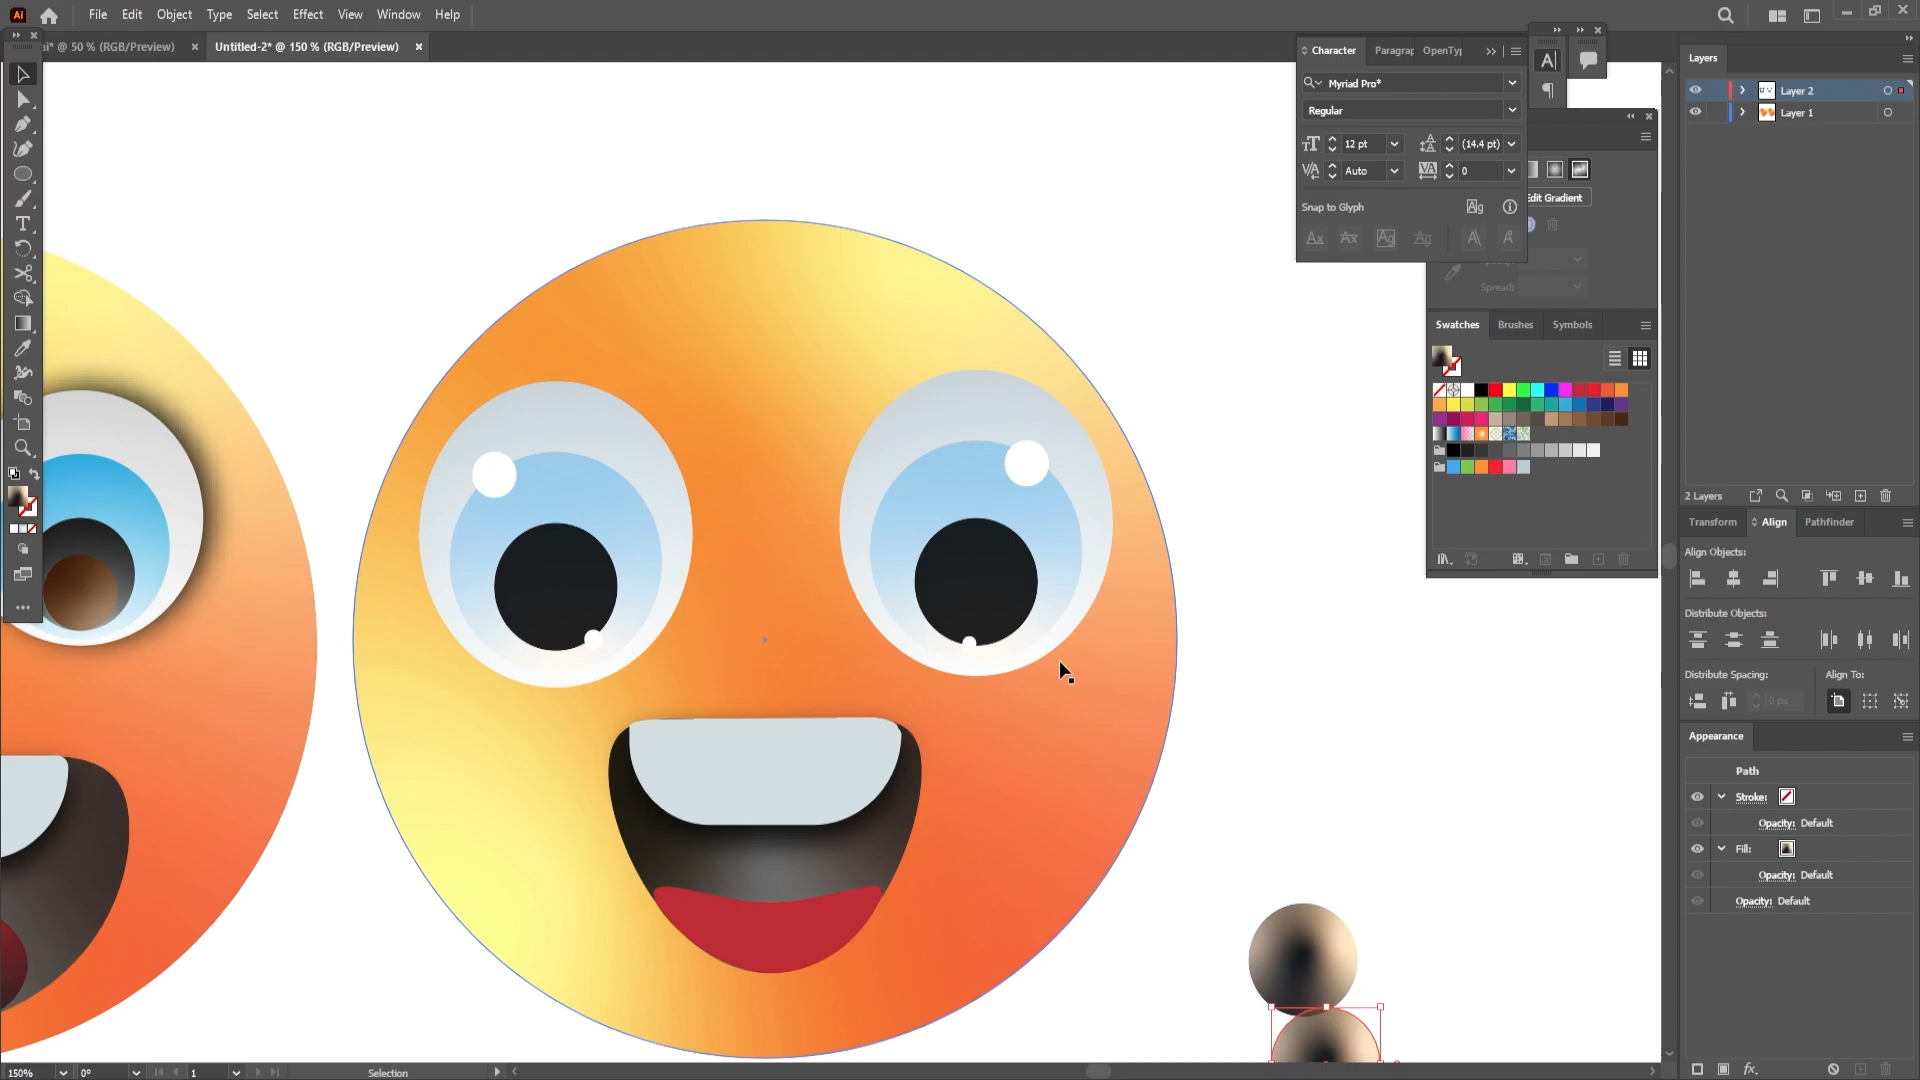 Ai File Edit Object Type Select Effect View Window Help
ai* @ 50 % (RGB/Preview) × Untitled-2* @ 150 % (RGB/Preview) ×
Character Paragrap OpenTyp
Myriad Pro*
Regular
12 pt (14.4 pt)
Auto 0
Snap to Glyph
Edit Gradient
Spread:
Swatches Brushes Symbols
Layers
Layer 2
Layer 1
2 Layers
Transform Align Pathfinder
Align Objects:
Distribute Objects:
Distribute Spacing: Align To:
0 px
Appearance
Path
Stroke:
Opacity: Default
Fill:
Opacity: Default
Opacity: Default
150% 0° 1 Selection